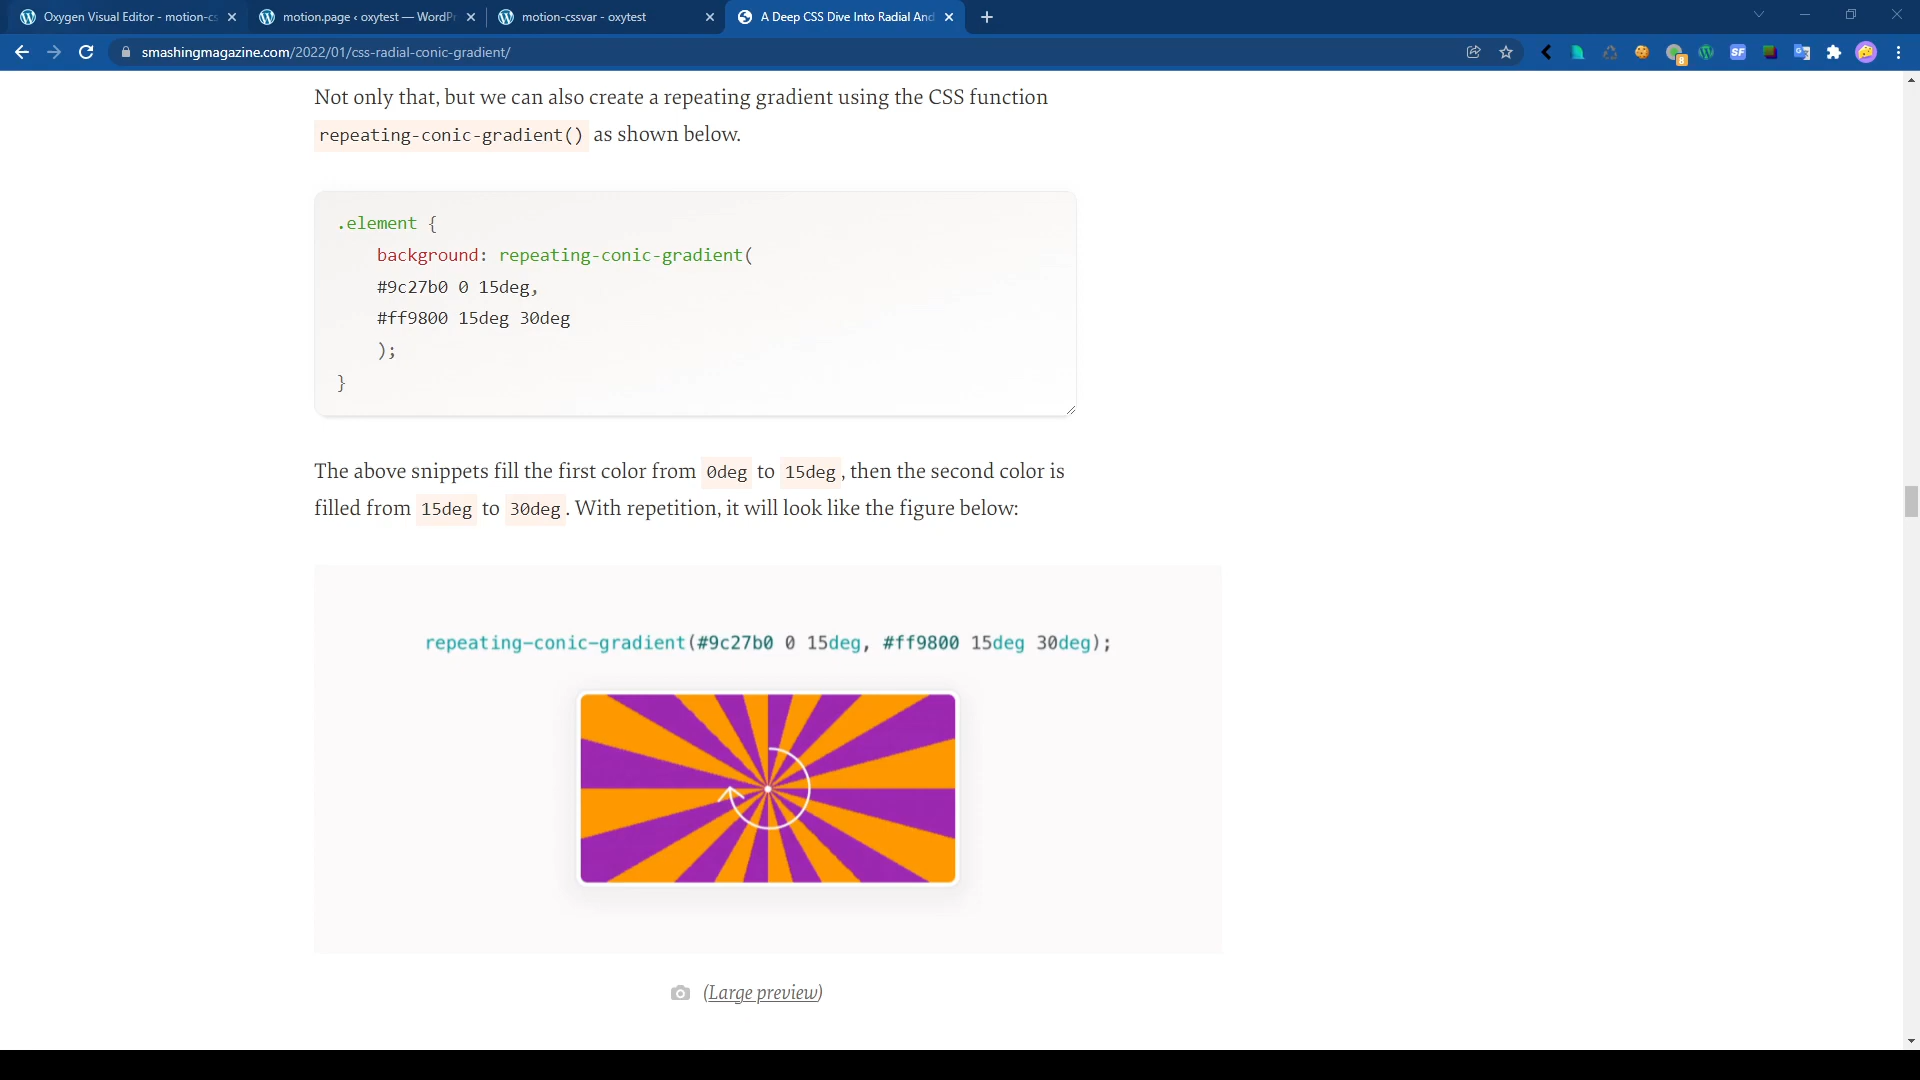 Oxygen Visual Editor - motion-cs
motion.page ‹ oxytest — WordPr
motion-cssvar - oxytest
A Deep CSS Dive Into Radial And
smashingmagazine.com/2022/01/css-radial-conic-gradient/
SF
8
Not only that, but we can also create a repeating gradient using the CSS function
repeating-conic-gradient() as shown below.
.element {
background: repeating-conic-gradient(
#9c27b0 0 15deg,
#ff9800 15deg 30deg
);
}
The above snippets fill the first color from 0deg to 15deg, then the second color is
filled from 15deg to 30deg. With repetition, it will look like the figure below:
repeating-conic-gradient(#9c27b0 0 15deg, #ff9800 15deg 30deg);
(Large preview)